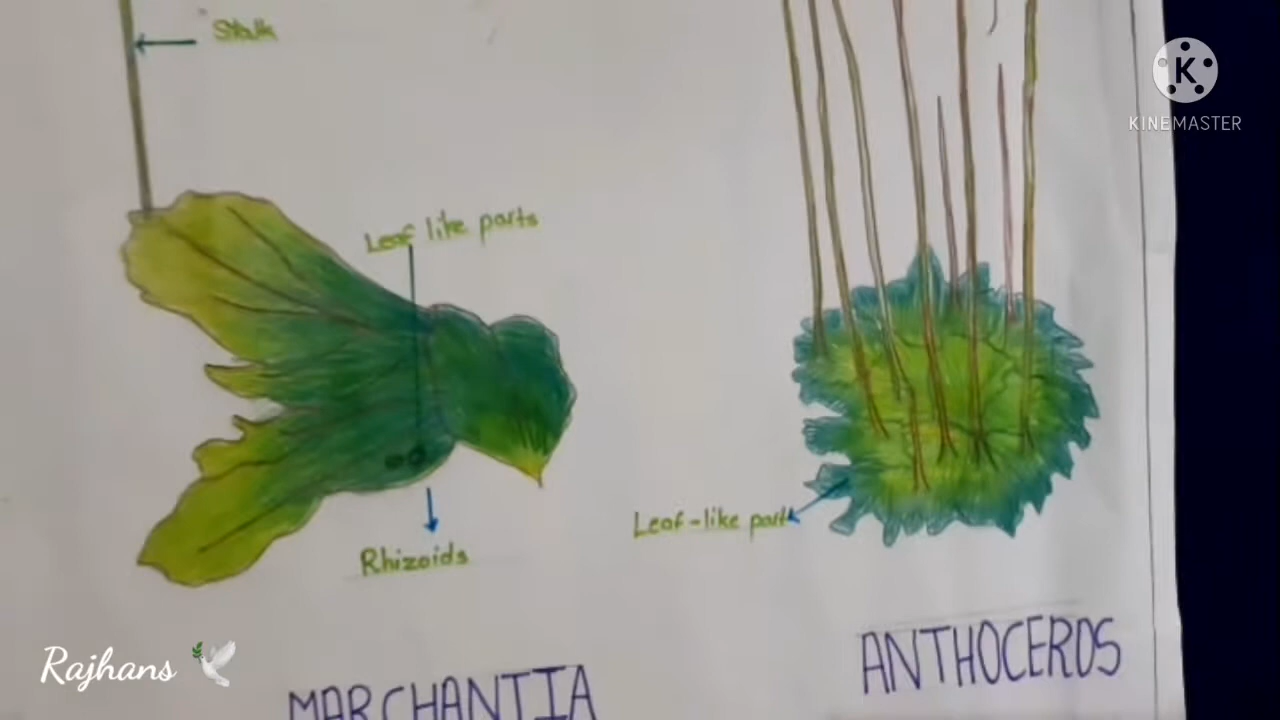 Stalk
KINEMASTER
Leaf like parts
Leaf-like part
Rhizoids
Rajhans
MARCHANTIA
ANTHOCEROS